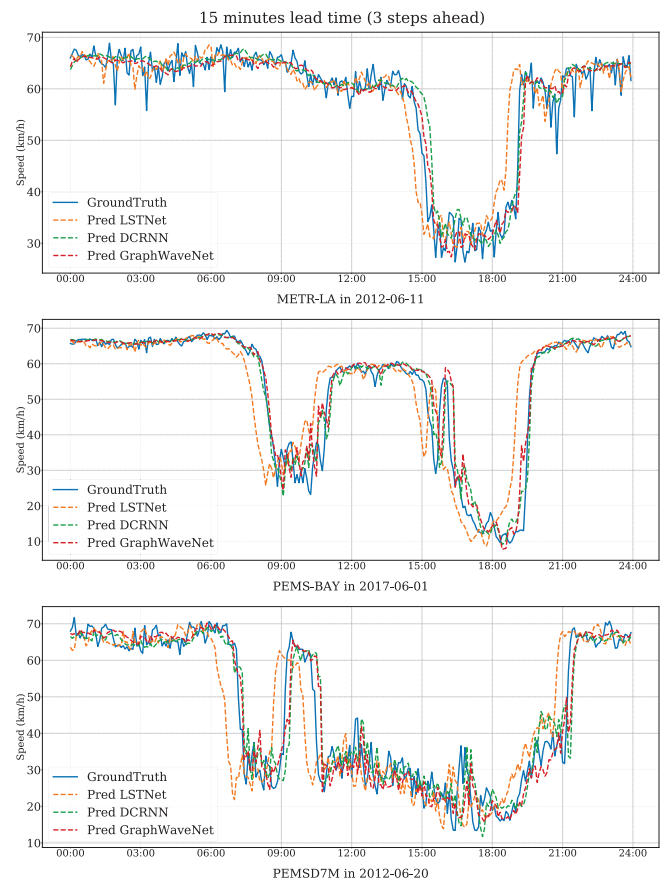 15 minutes lead time (3 steps ahead)
70
60
50
40
30
Speed (km/h)
GroundTruth
Pred LSTNet
Pred DCRNN
Pred GraphWaveNet
00:00 03:00 06:00 09:00 12:00 15:00 18:00 21:00 24:00
METR-LA in 2012-06-11
70
60
50
40
30
20
10
Speed (km/h)
GroundTruth
Pred LSTNet
Pred DCRNN
Pred GraphWaveNet
00:00 03:00 06:00 09:00 12:00 15:00 18:00 21:00 24:00
PEMS-BAY in 2017-06-01
70
60
50
40
30
20
10
Speed (km/h)
GroundTruth
Pred LSTNet
Pred DCRNN
Pred GraphWaveNet
00:00 03:00 06:00 09:00 12:00 15:00 18:00 21:00 24:00
PEMSD7M in 2012-06-20